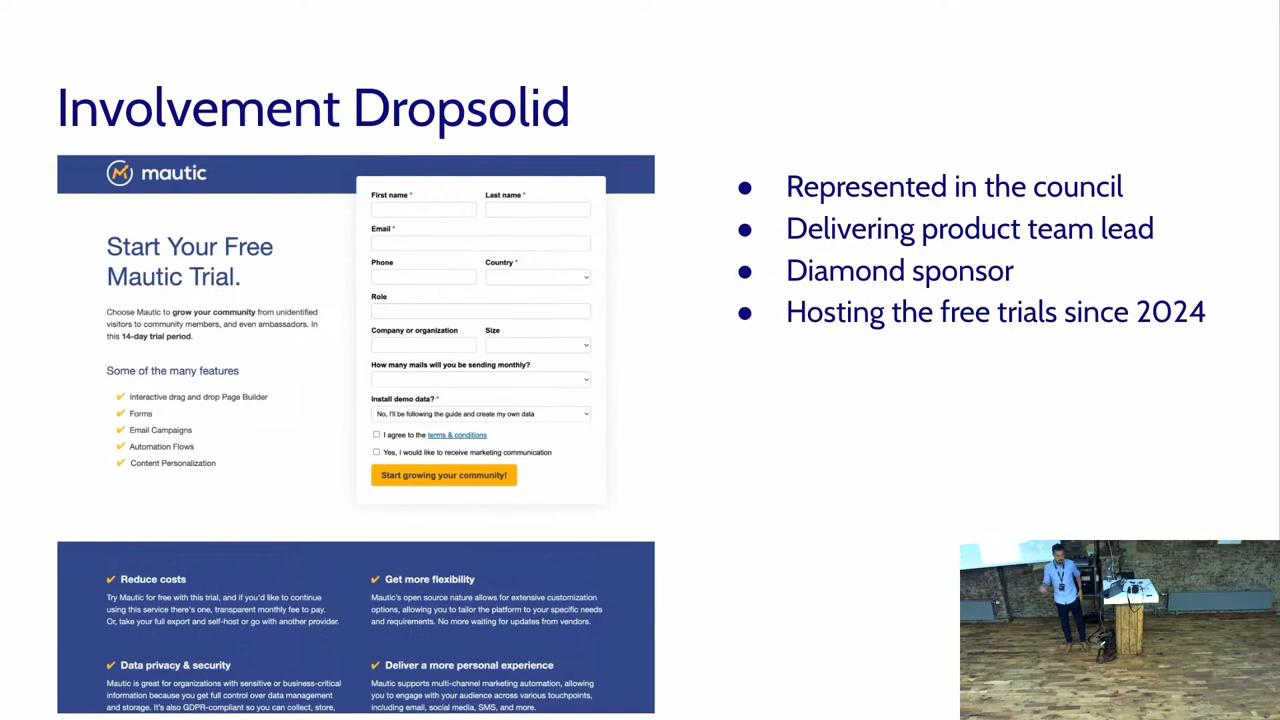 Involvement Dropsolid
mautic
Start Your Free
Mautic Trial.
Choose Mautic to grow your community from unidentified
visitors to community members, and even ambassadors. In
this 14-day trial period.
Some of the many features
✔ Interactive drag and drop Page Builder
✔ Forms
✔ Email Campaigns
✔ Automation Flows
✔ Content Personalization
First name * Last name *
Email *
Phone Country *
Role
Company or organization Size
How many mails will you be sending monthly?
Install demo data? *
No, I'll be following the guide and create my own data
I agree to the terms & conditions
Yes, I would like to receive marketing communication
Start growing your community!
✔ Reduce costs
Try Mautic for free with this trial, and if you'd like to continue
using this service there's one, transparent monthly fee to pay.
Or, take your full export and self-host or go with another provider.
✔ Get more flexibility
Mautic's open source nature allows for extensive customization
options, allowing you to tailor the platform to your specific needs
and requirements. No more waiting for updates from vendors.
✔ Data privacy & security
Mautic is great for organizations with sensitive or business-critical
information because you get full control over data management
and storage. It's also GDPR-compliant so you can collect, store,
✔ Deliver a more personal experience
Mautic supports multi-channel marketing automation, allowing
you to engage with your audience across various touchpoints,
including email, social media, SMS, and more.
● Represented in the council
● Delivering product team lead
● Diamond sponsor
● Hosting the free trials since 2024